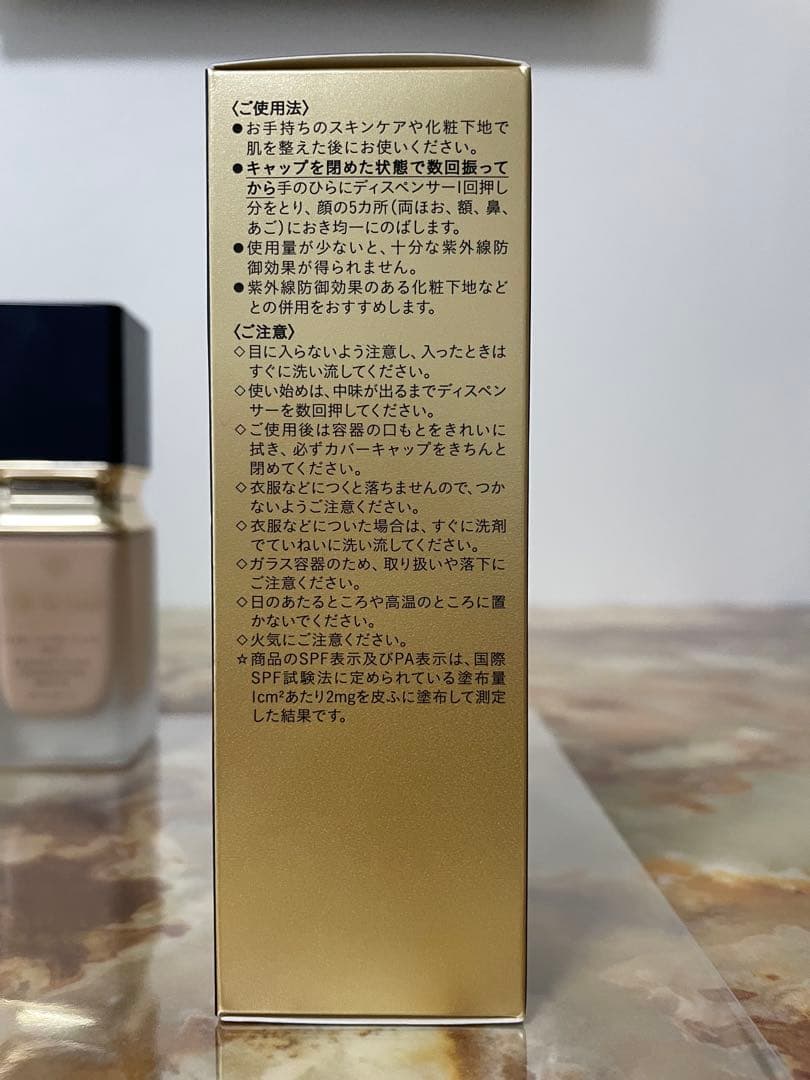 〈ご使用法〉
●お手持ちのスキンケアや化粧下地で
肌を整えた後にお使いください。
●キャップを閉めた状態で数回振って
から手のひらにディスペンサー1回押し
分をとり、顔の5カ所(両ほお、額、鼻、
あご)におき均一にのばします。
●使用量が少ないと、十分な紫外線防
御効果が得られません。
●紫外線防御効果のある化粧下地など
との併用をおすすめします。
〈ご注意〉
◇目に入らないよう注意し、入ったときは
すぐに洗い流してください。
◇使い始めは、中味が出るまでディスペン
サーを数回押してください。
◇ご使用後は容器の口もとをきれいに
拭き、必ずカバーキャップをきちんと
閉めてください。
◇衣服などにつくと落ちませんので、つか
ないようご注意ください。
◇衣服などについた場合は、すぐに洗剤
でていねいに洗い流してください。
◇ガラス容器のため、取り扱いや落下に
ご注意ください。
◇日のあたるところや高温のところに置
かないでください。
◇火気にご注意ください。
☆商品のSPF表示及びPA表示は、国際
SPF試験法に定められている塗布量
1cm²あたり2mgを皮ふに塗布して測定
した結果です。